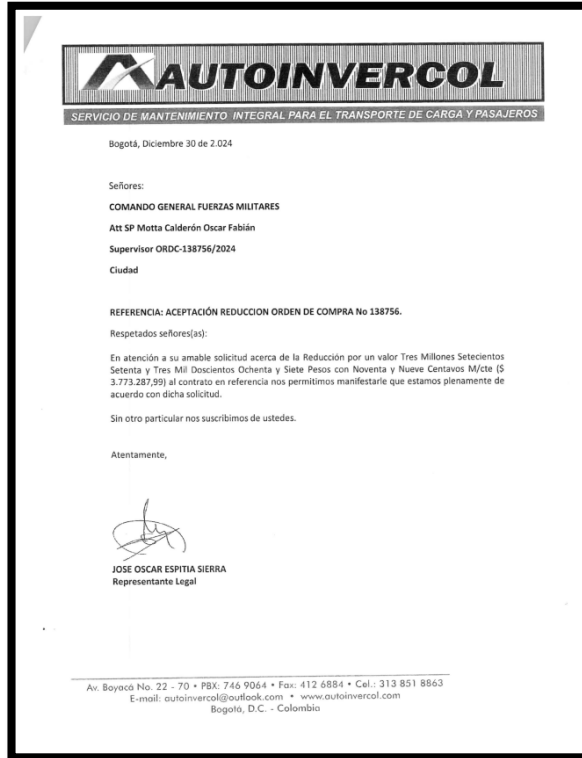 AUTOINVERCOL
SERVICIO DE MANTENIMIENTO INTEGRAL PARA EL TRANSPORTE DE CARGA Y PASAJEROS
Bogotá, Diciembre 30 de 2.024
Señores:
COMANDO GENERAL FUERZAS MILITARES
Att SP Motta Calderón Oscar Fabián
Supervisor ORDC-138756/2024
Ciudad
REFERENCIA: ACEPTACIÓN REDUCCION ORDEN DE COMPRA No 138756.
Respetados señores(as):
En atención a su amable solicitud acerca de la Reducción por un valor Tres Millones Setecientos
Setenta y Tres Mil Doscientos Ochenta y Siete Pesos con Noventa y Nueve Centavos M/cte ($
3.773.287,99) al contrato en referencia nos permitimos manifestarle que estamos plenamente de
acuerdo con dicha solicitud.
Sin otro particular nos suscribimos de ustedes.
Atentamente,
JOSE OSCAR ESPITIA SIERRA
Representante Legal
Av. Boyacá No. 22 - 70 • PBX: 746 9064 • Fax: 412 6884 • Cel.: 313 851 8863
E-mail: autoinvercol@outlook.com • www.autoinvercol.com
Bogotá, D.C. - Colombia